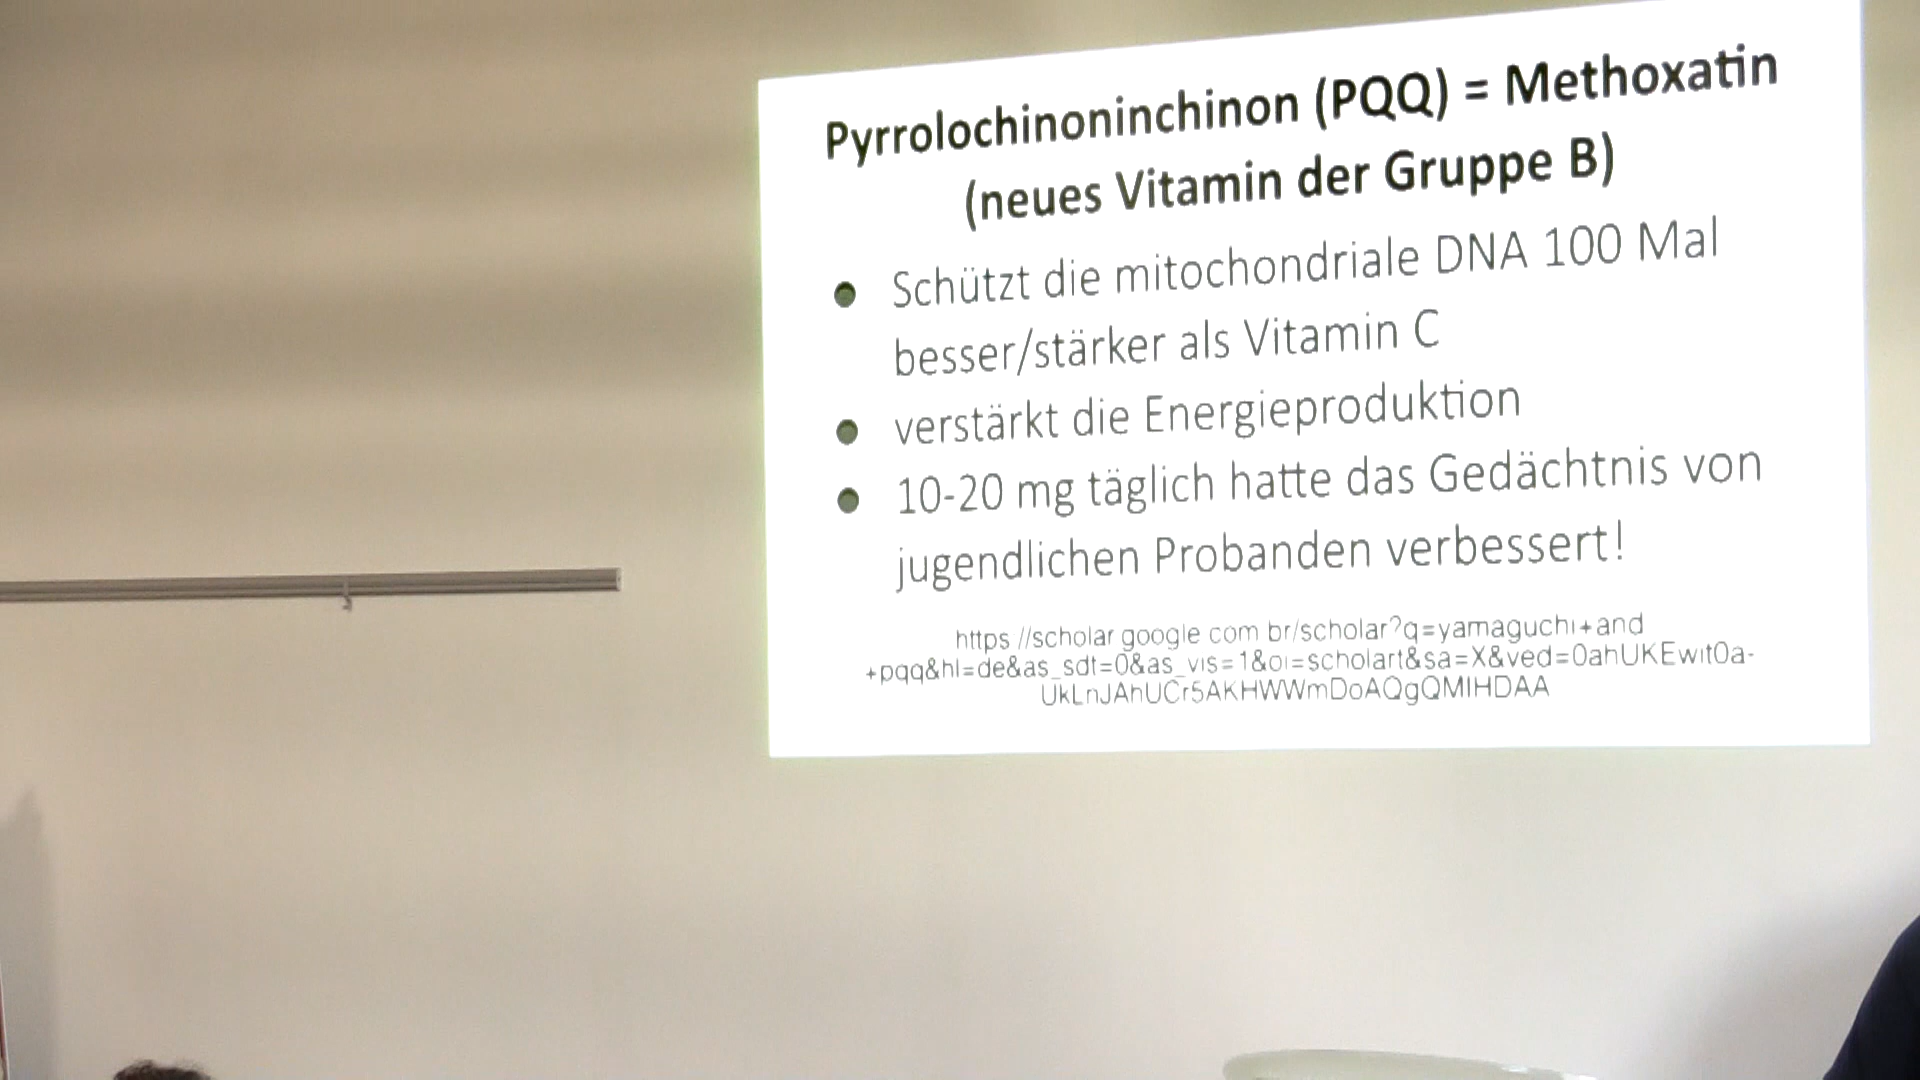 Pyrrolochinoninchinon (PQQ) = Methoxatin
(neues Vitamin der Gruppe B)
● Schützt die mitochondriale DNA 100 Mal
besser/stärker als Vitamin C
● verstärkt die Energieproduktion
● 10-20 mg täglich hatte das Gedächtnis von
jugendlichen Probanden verbessert!
https://scholar.google.com.br/scholar?q=yamaguchi+and
+pqq&hl=de&as_sdt=0&as_vis=1&oi=scholart&sa=X&ved=0ahUKEwit0a-
UkLnJAhUCr5AKHWWmDoAQgQMIHDAA